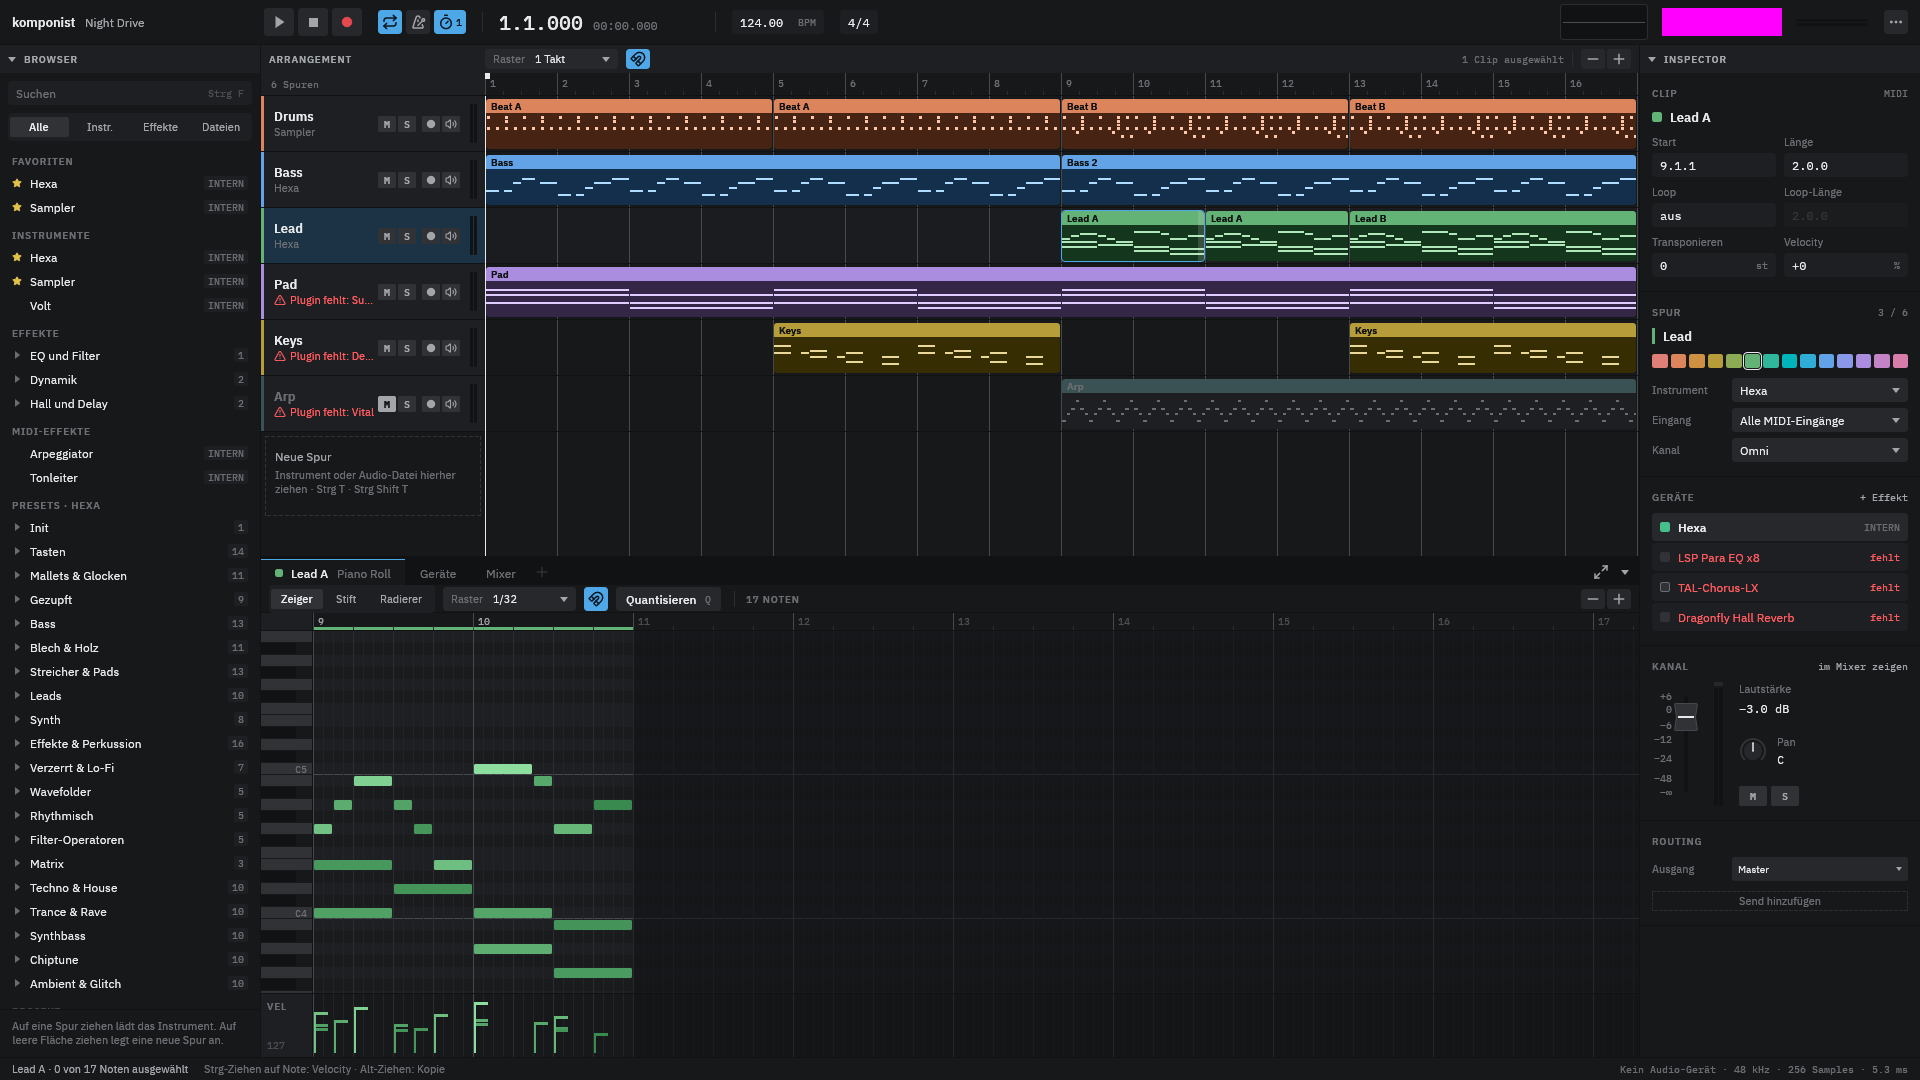 komponist Night Drive
1
1.1.000 00:00.000
124.00 BPM
4/4
BROWSER
Suchen Strg F
Alle Instr. Effekte Dateien
FAVORITEN
Hexa INTERN
Sampler INTERN
INSTRUMENTE
Hexa INTERN
Sampler INTERN
Volt INTERN
EFFEKTE
EQ und Filter 1
Dynamik 2
Hall und Delay 2
MIDI-EFFEKTE
Arpeggiator INTERN
Tonleiter INTERN
PRESETS · HEXA
Init 1
Tasten 14
Mallets & Glocken 11
Gezupft 9
Bass 13
Blech & Holz 11
Streicher & Pads 13
Leads 10
Synth 8
Effekte & Perkussion 16
Verzerrt & Lo-Fi 7
Wavefolder 5
Rhythmisch 5
Filter-Operatoren 5
Matrix 3
Techno & House 10
Trance & Rave 10
Synthbass 10
Chiptune 10
Ambient & Glitch 10
Auf eine Spur ziehen lädt das Instrument. Auf
leere Fläche ziehen legt eine neue Spur an.
ARRANGEMENT
Raster 1 Takt
1 Clip ausgewählt
6 Spuren
1 2 3 4 5 6 7 8 9 10 11 12 13 14 15 16
Drums
Sampler
M S
Beat A Beat A Beat B Beat B
Bass
Hexa
M S
Bass Bass 2
Lead
Hexa
M S
Lead A Lead A Lead B
Pad
Plugin fehlt: Su...
M S
Pad
Keys
Plugin fehlt: De...
M S
Keys Keys
Arp
Plugin fehlt: Vital
M S
Arp
Neue Spur
Instrument oder Audio-Datei hierher
ziehen · Strg T · Strg Shift T
Lead A Piano Roll Geräte Mixer
Zeiger Stift Radierer
Raster 1/32
Quantisieren Q
17 NOTEN
9 10 11 12 13 14 15 16 17
C5
C4
VEL
127
INSPECTOR
CLIP MIDI
Lead A
Start Länge
9.1.1 2.0.0
Loop Loop-Länge
aus 2.0.0
Transponieren Velocity
0 st +0 %
SPUR 3 / 6
Lead
Instrument Hexa
Eingang Alle MIDI-Eingänge
Kanal Omni
GERÄTE + Effekt
Hexa INTERN
LSP Para EQ x8 fehlt
TAL-Chorus-LX fehlt
Dragonfly Hall Reverb fehlt
KANAL im Mixer zeigen
+6
0
−6
−12
−24
−48
−∞
Lautstärke
−3.0 dB
Pan
C
M S
ROUTING
Ausgang Master
Send hinzufügen
Lead A · 0 von 17 Noten ausgewählt Strg-Ziehen auf Note: Velocity · Alt-Ziehen: Kopie
Kein Audio-Gerät · 48 kHz · 256 Samples · 5.3 ms